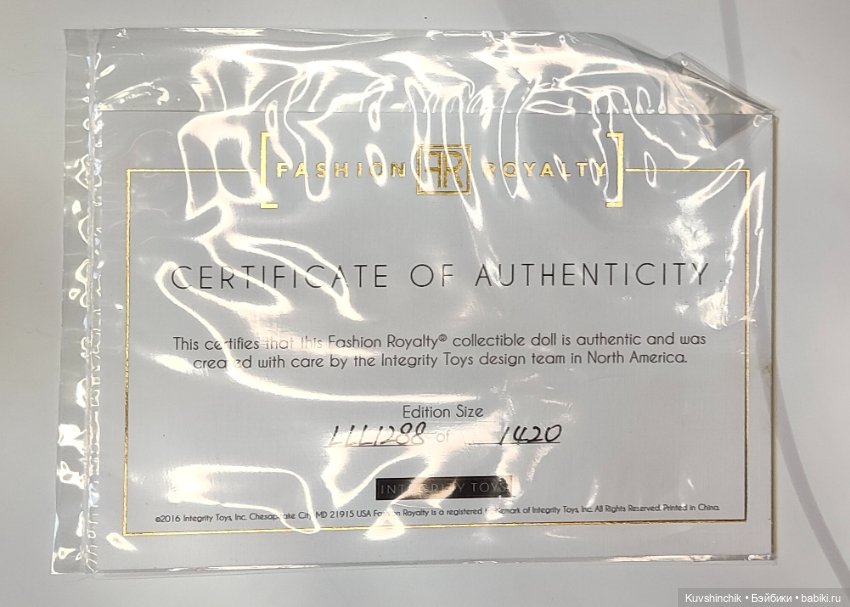 FASHION FR ROYALTY
CERTIFICATE OF AUTHENTICITY
This certifies that this Fashion Royalty® collectible doll is authentic and was
created with care by the Integrity Toys design team in North America.
Edition Size
LLL1288 of 1420
INTEGRITY TOYS
©2016 Integrity Toys, Inc. Chesapeake City MD 21915 USA Fashion Royalty is a registered trademark of Integrity Toys, Inc. All Rights Reserved. Printed in China.
Kuvshinchik • Бэйбики • babiki.ru